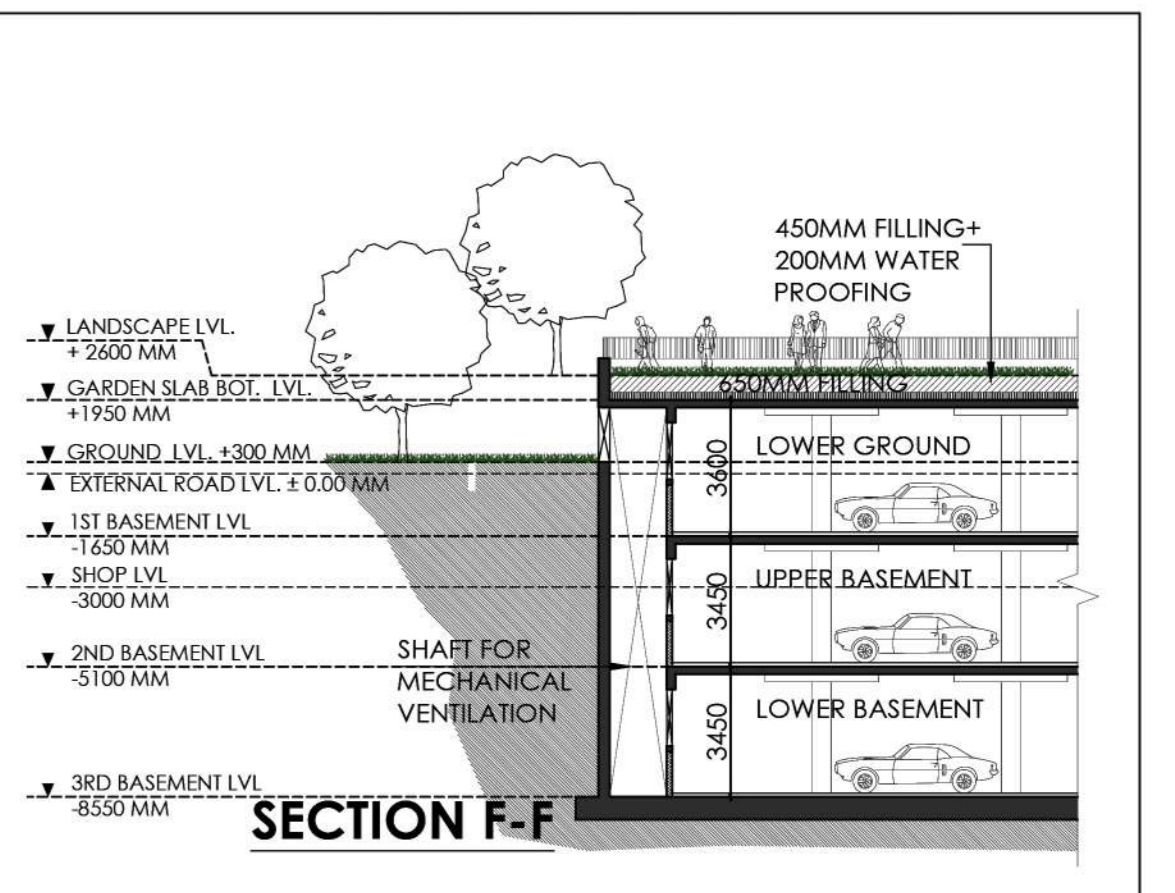 450MM FILLING+
200MM WATER
PROOFING
LANDSCAPE LVL.
+ 2600 MM
650MM FILLING
GARDEN SLAB BOT. LVL.
+1950 MM
GROUND LVL. +300 MM
LOWER GROUND
3600
EXTERNAL ROAD LVL. ± 0.00 MM
1ST BASEMENT LVL
-1650 MM
SHOP LVL
-3000 MM
UPPER BASEMENT
3450
2ND BASEMENT LVL
-5100 MM
SHAFT FOR
MECHANICAL
VENTILATION
LOWER BASEMENT
3450
3RD BASEMENT LVL
-8550 MM
SECTION F-F